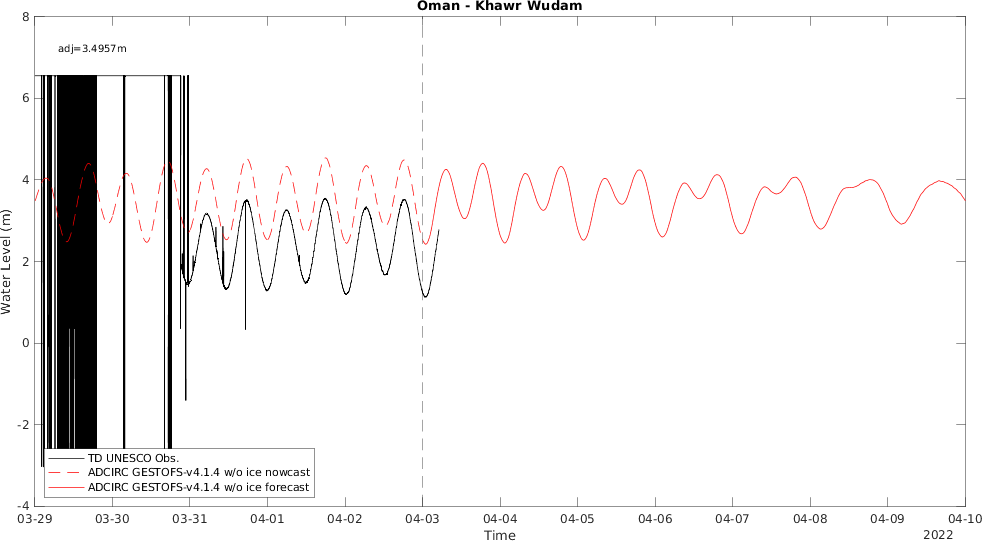 Oman - Khawr Wudam
adj=3.4957m
Water Level (m)
8
6
4
2
0
-2
-4
TD UNESCO Obs.
ADCIRC GESTOFS-v4.1.4 w/o ice nowcast
ADCIRC GESTOFS-v4.1.4 w/o ice forecast
03-29 03-30 03-31 04-01 04-02 04-03 04-04 04-05 04-06 04-07 04-08 04-09 04-10
Time
2022